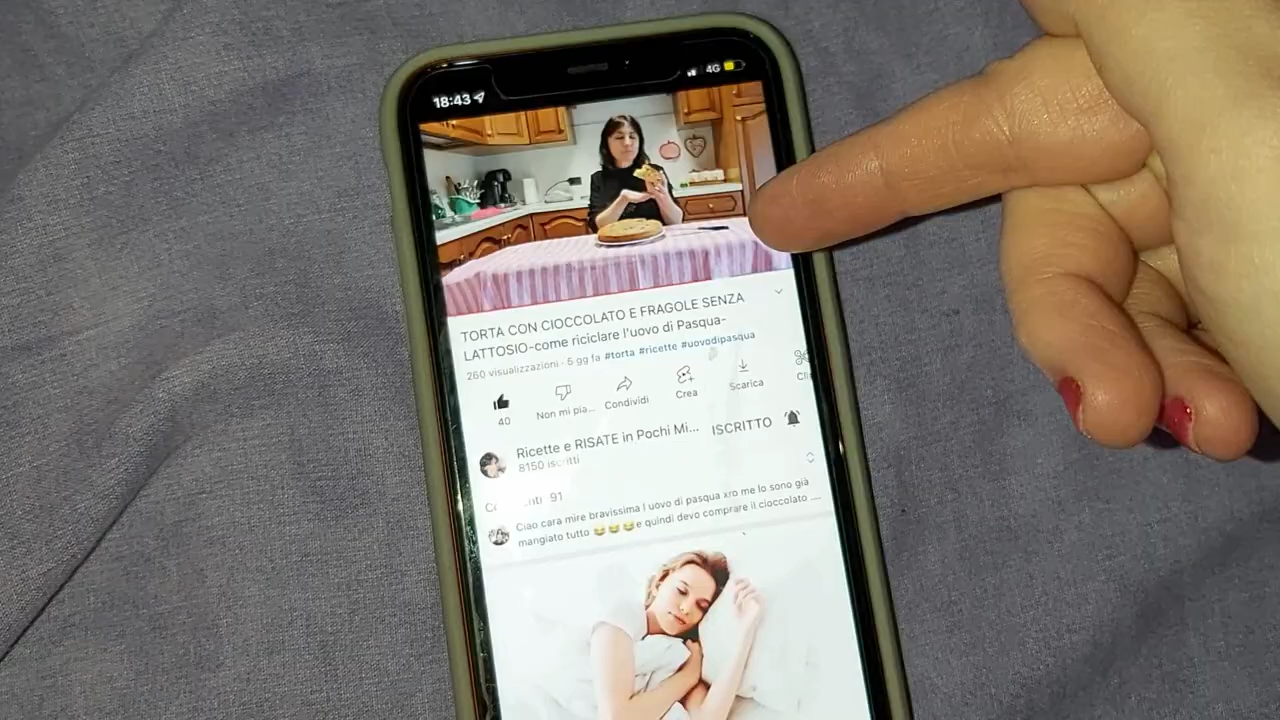 18:43
4G
TORTA CON CIOCCOLATO E FRAGOLE SENZA
LATTOSIO-come riciclare l'uovo di Pasqua-
260 visualizzazioni · 5 gg fa #torta #ricette #uovodipasqua
40
Non mi pia...
Condividi
Crea
Scarica
Cli
Ricette e RISATE in Pochi Mi...
ISCRITTO
8150 iscritti
91
Ciao cara mire bravissima l uovo di pasqua xro me lo sono già
mangiato tutto 😂😂😂e quindi devo comprare il cioccolato ....